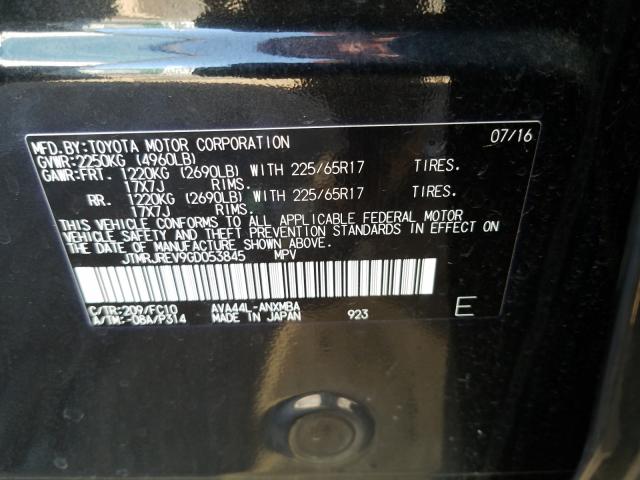 MFD.BY:TOYOTA MOTOR CORPORATION 07/16
GVWR:2250KG (4960LB)
GAWR:FRT. 1220KG (2690LB) WITH 225/65R17 TIRES.
17X7J RIMS.
RR. 1220KG (2690LB) WITH 225/65R17 TIRES.
17X7J RIMS.
THIS VEHICLE CONFORMS TO ALL APPLICABLE FEDERAL MOTOR
VEHICLE SAFETY AND THEFT PREVENTION STANDARDS IN EFFECT ON
THE DATE OF MANUFACTURE SHOWN ABOVE.
JTMRJREV9GD053845 MPV
C/TR:209/FC10 AVA44L-ANXMBA
A/TM:-08A/P314 MADE IN JAPAN 923 E